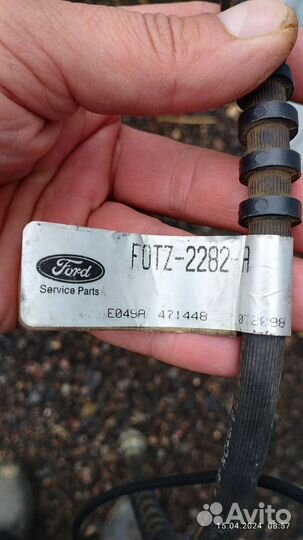 Ford
Service Parts
F0TZ-2282-A
E049A 471448
Avito
15.04.2024 08:57